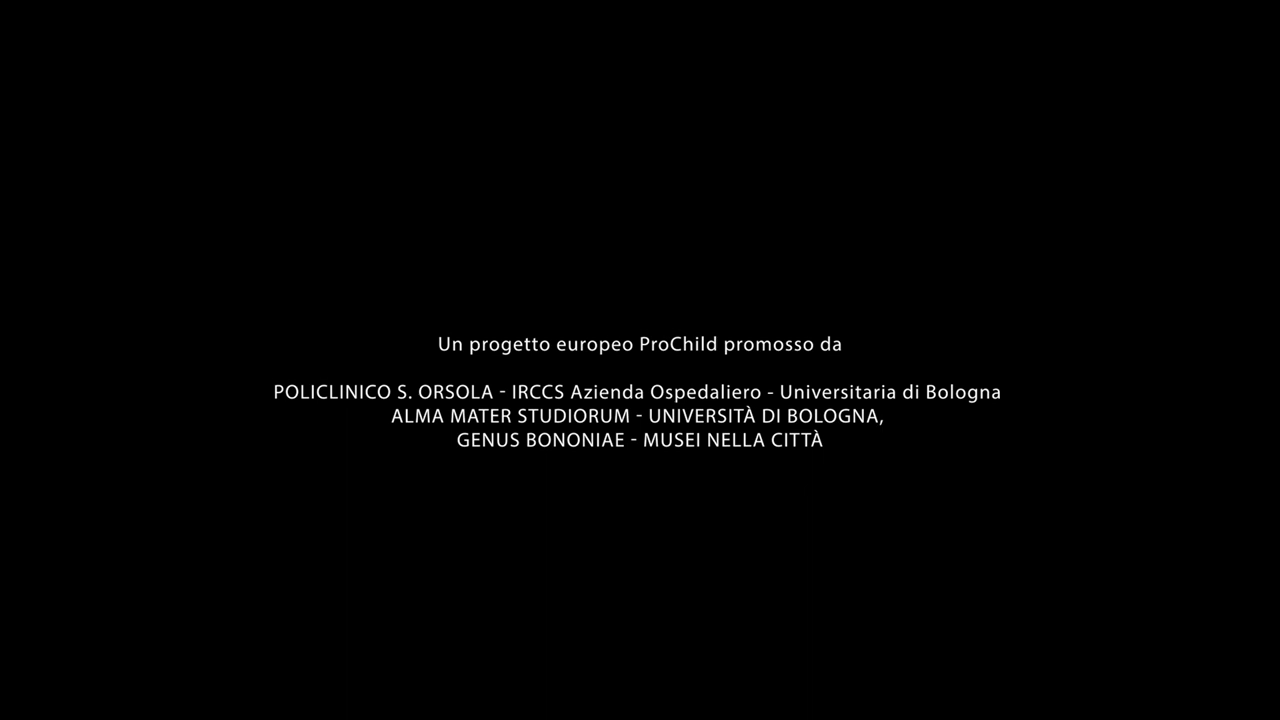 Un progetto europeo ProChild promosso da
POLICLINICO S. ORSOLA - IRCCS Azienda Ospedaliero - Universitaria di Bologna
ALMA MATER STUDIORUM - UNIVERSITÀ DI BOLOGNA,
GENUS BONONIAE - MUSEI NELLA CITTÀ